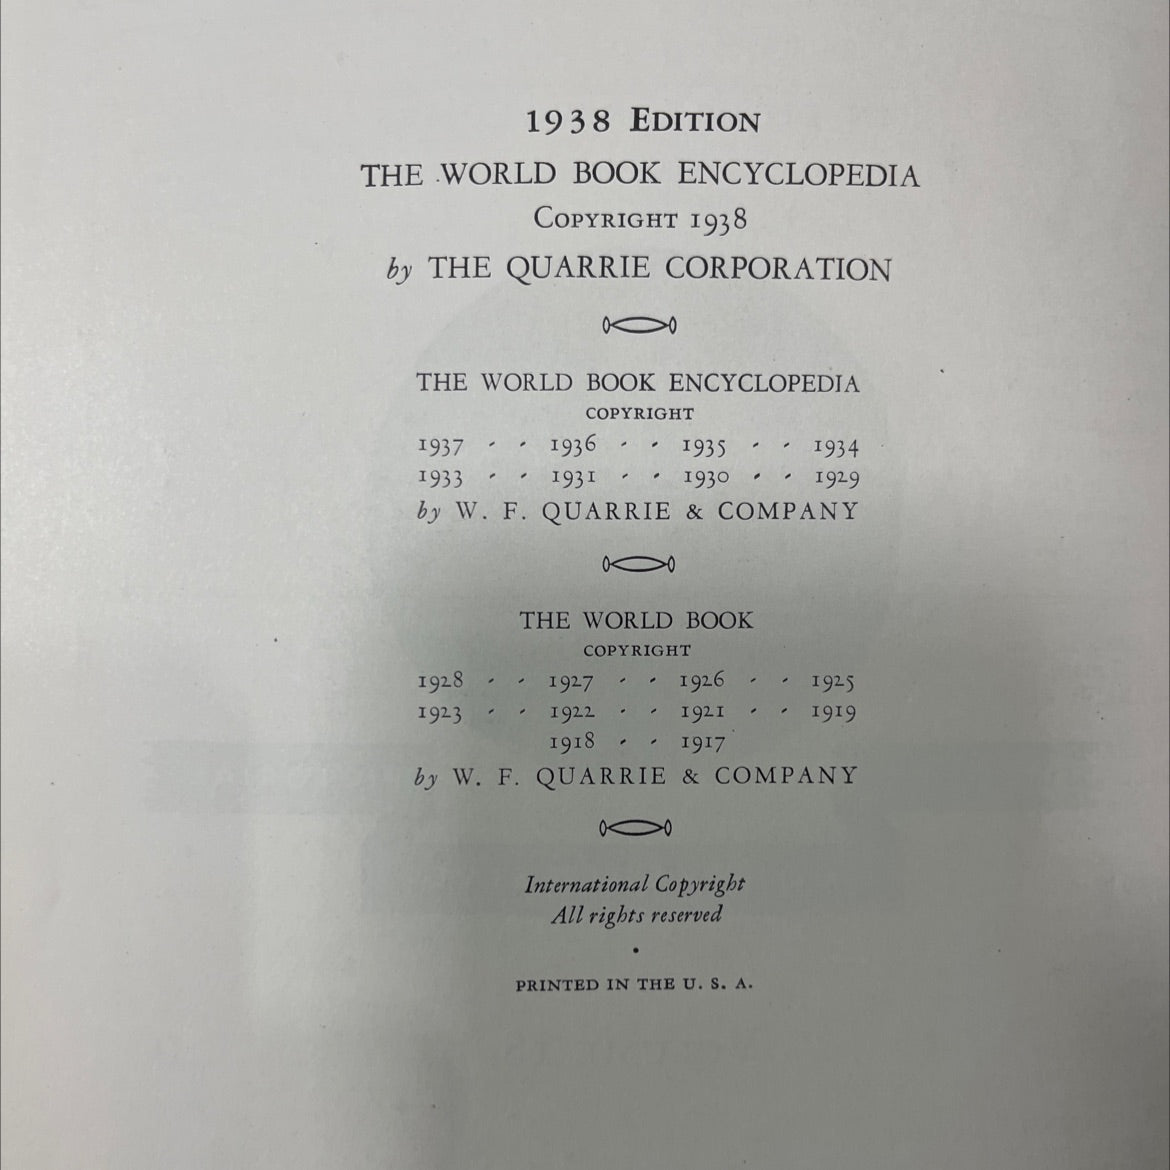 1938 Edition
THE WORLD BOOK ENCYCLOPEDIA
Copyright 1938
by THE QUARRIE CORPORATION
THE WORLD BOOK ENCYCLOPEDIA
COPYRIGHT
1937 · · 1936 · · 1935 · · 1934
1933 · · 1931 · · 1930 · · 1929
by W. F. QUARRIE & COMPANY
THE WORLD BOOK
COPYRIGHT
1928 · · 1927 · · 1926 · · 1925
1923 · · 1922 · · 1921 · · 1919
1918 · · 1917
by W. F. QUARRIE & COMPANY
International Copyright
All rights reserved
·
PRINTED IN THE U. S. A.